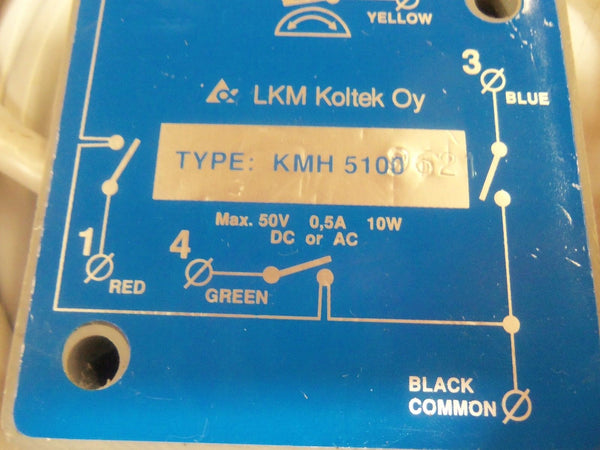 YELLOW
3
BLUE
LKM Koltek Oy
TYPE: KMH 5100
Max. 50V 0,5A 10W
DC or AC
1
RED
4
GREEN
BLACK
COMMON